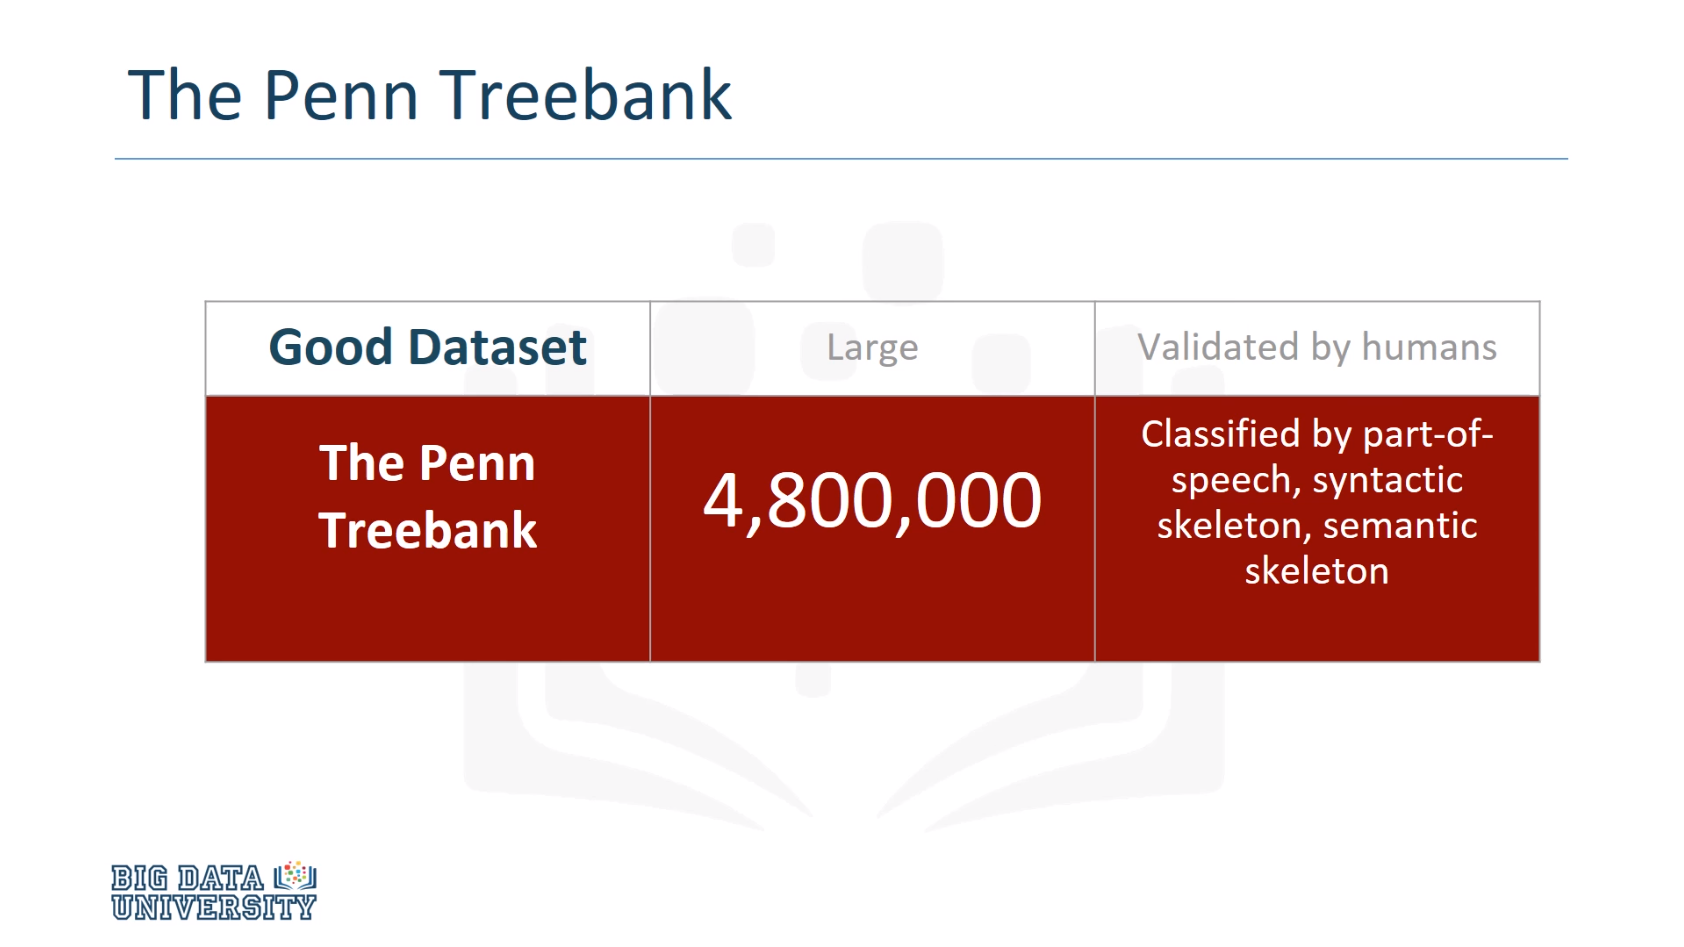 The Penn Treebank
Good Dataset
Large
Validated by humans
The Penn
Treebank
4,800,000
Classified by part-of-
speech, syntactic
skeleton, semantic
skeleton
BIG DATA
UNIVERSITY